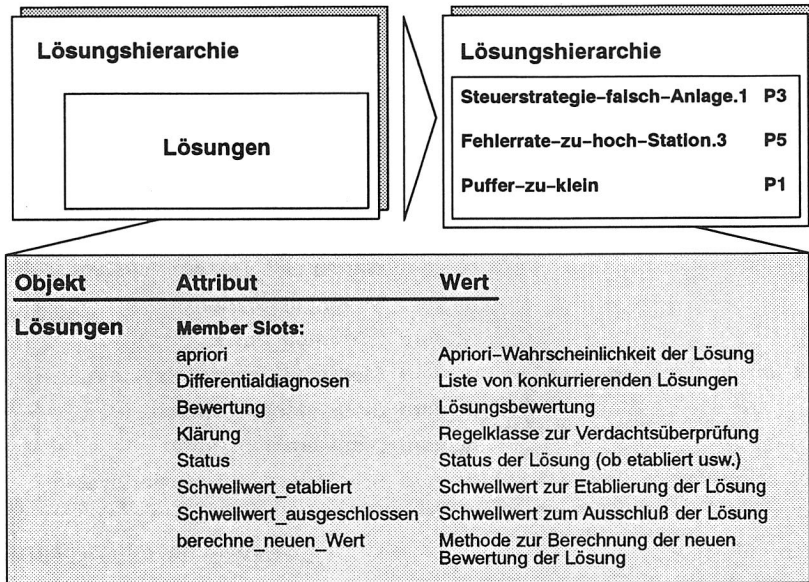 Lösungshierarchie
Lösungen
Lösungshierarchie
Steuerstrategie–falsch–Anlage.1 P3
Fehlerrate–zu–hoch–Station.3 P5
Puffer–zu–klein P1
Objekt Attribut Wert
Lösungen Member Slots:
apriori Apriori–Wahrscheinlichkeit der Lösung
Differentialdiagnosen Liste von konkurrierenden Lösungen
Bewertung Lösungsbewertung
Klärung Regelklasse zur Verdachtsüberprüfung
Status Status der Lösung (ob etabliert usw.)
Schwellwert_etabliert Schwellwert zur Etablierung der Lösung
Schwellwert_ausgeschlossen Schwellwert zum Ausschluß der Lösung
berechne_neuen_Wert Methode zur Berechnung der neuen
Bewertung der Lösung